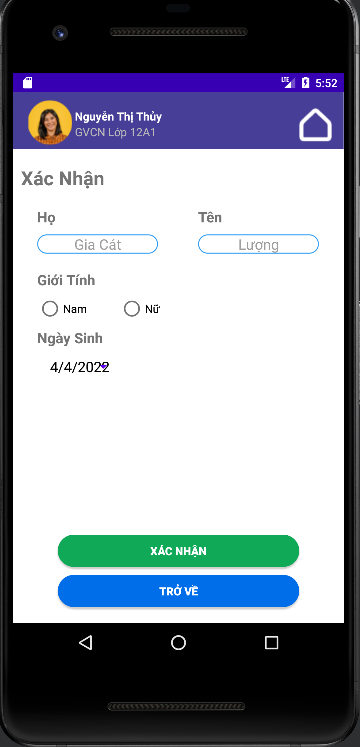 LTE 5:52
Nguyễn Thị Thủy
GVCN Lớp 12A1
Xác Nhận
Họ Tên
Gia Cát Lượng
Giới Tính
Nam Nữ
Ngày Sinh
4/4/2022
XÁC NHẬN
TRỞ VỀ